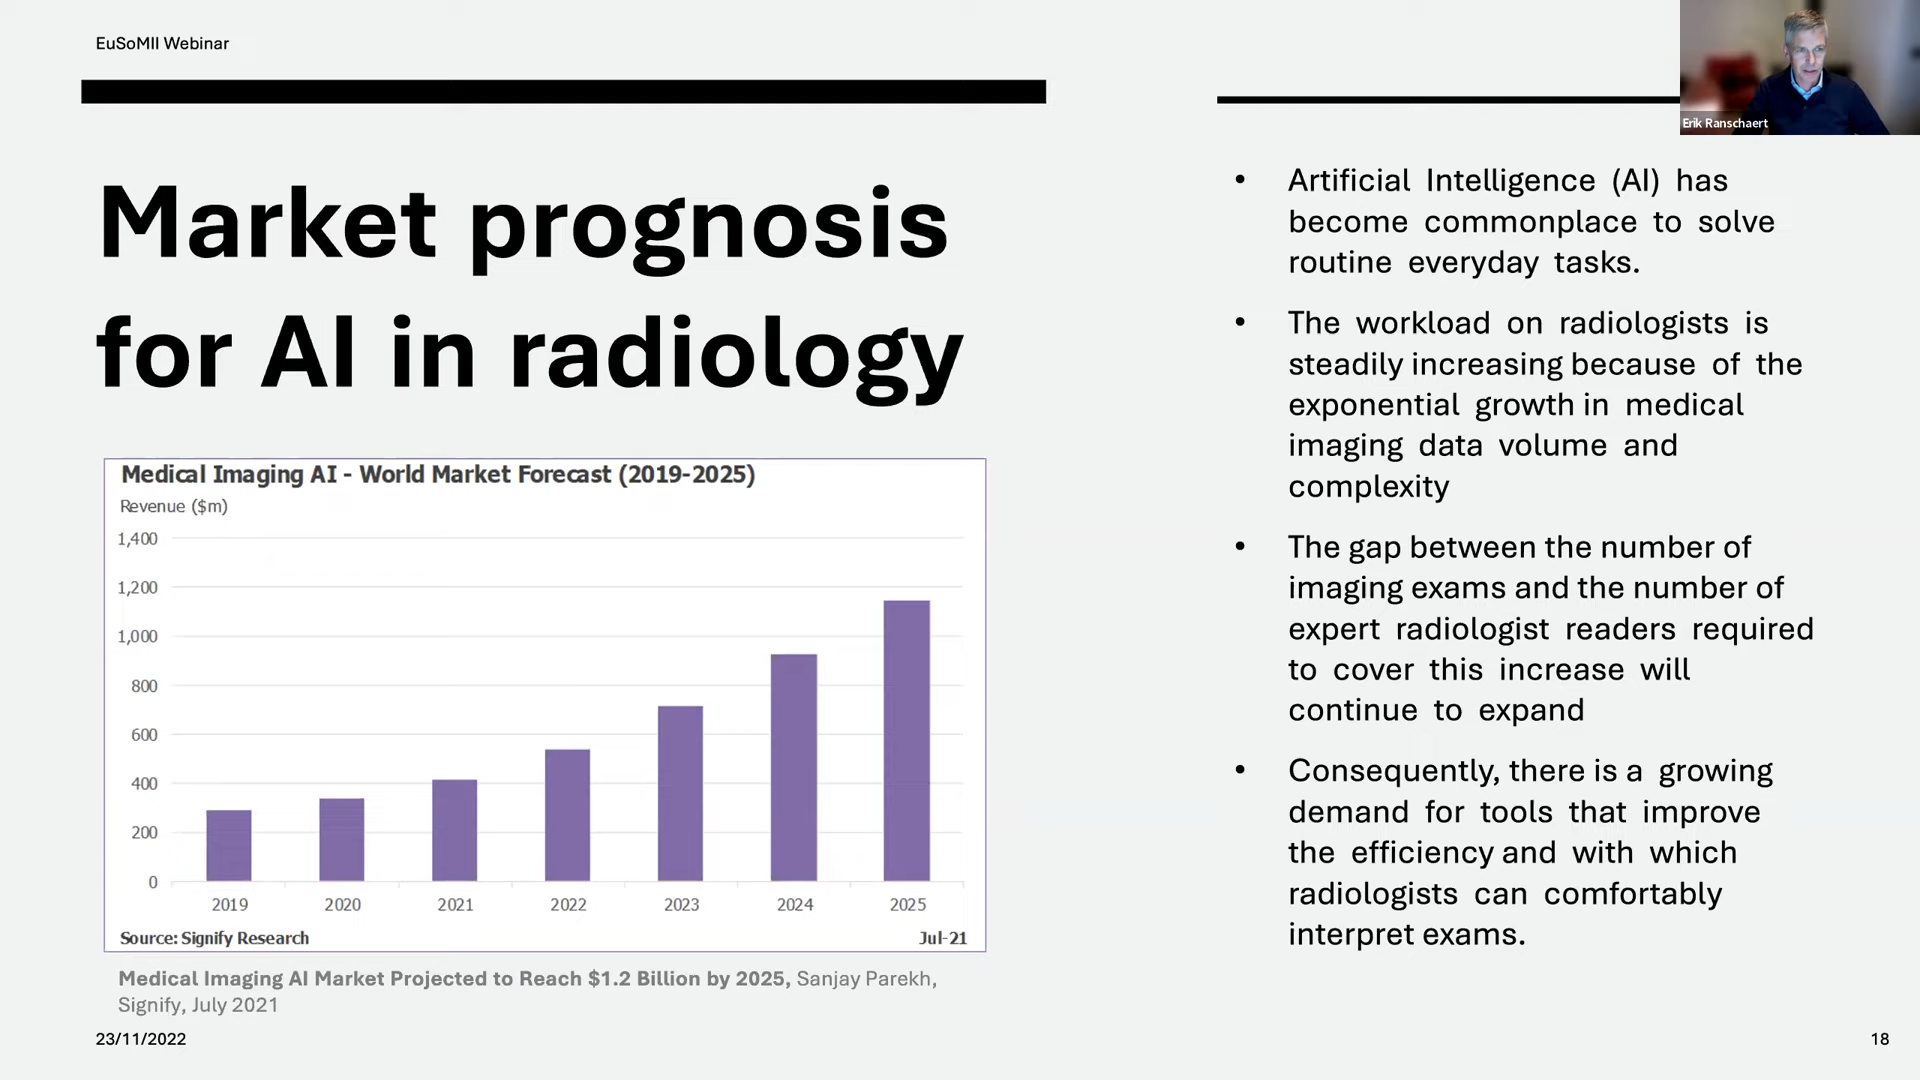 EuSoMII Webinar
Erik Ranschaert
Market prognosis
for AI in radiology
Medical Imaging AI - World Market Forecast (2019-2025)
Revenue ($m)
1,400
1,200
1,000
800
600
400
200
0
2019 2020 2021 2022 2023 2024 2025
Source: Signify Research Jul-21
Medical Imaging AI Market Projected to Reach $1.2 Billion by 2025, Sanjay Parekh,
Signify, July 2021
• Artificial Intelligence (AI) has
become commonplace to solve
routine everyday tasks.
• The workload on radiologists is
steadily increasing because of the
exponential growth in medical
imaging data volume and
complexity
• The gap between the number of
imaging exams and the number of
expert radiologist readers required
to cover this increase will
continue to expand
• Consequently, there is a growing
demand for tools that improve
the efficiency and with which
radiologists can comfortably
interpret exams.
23/11/2022
18